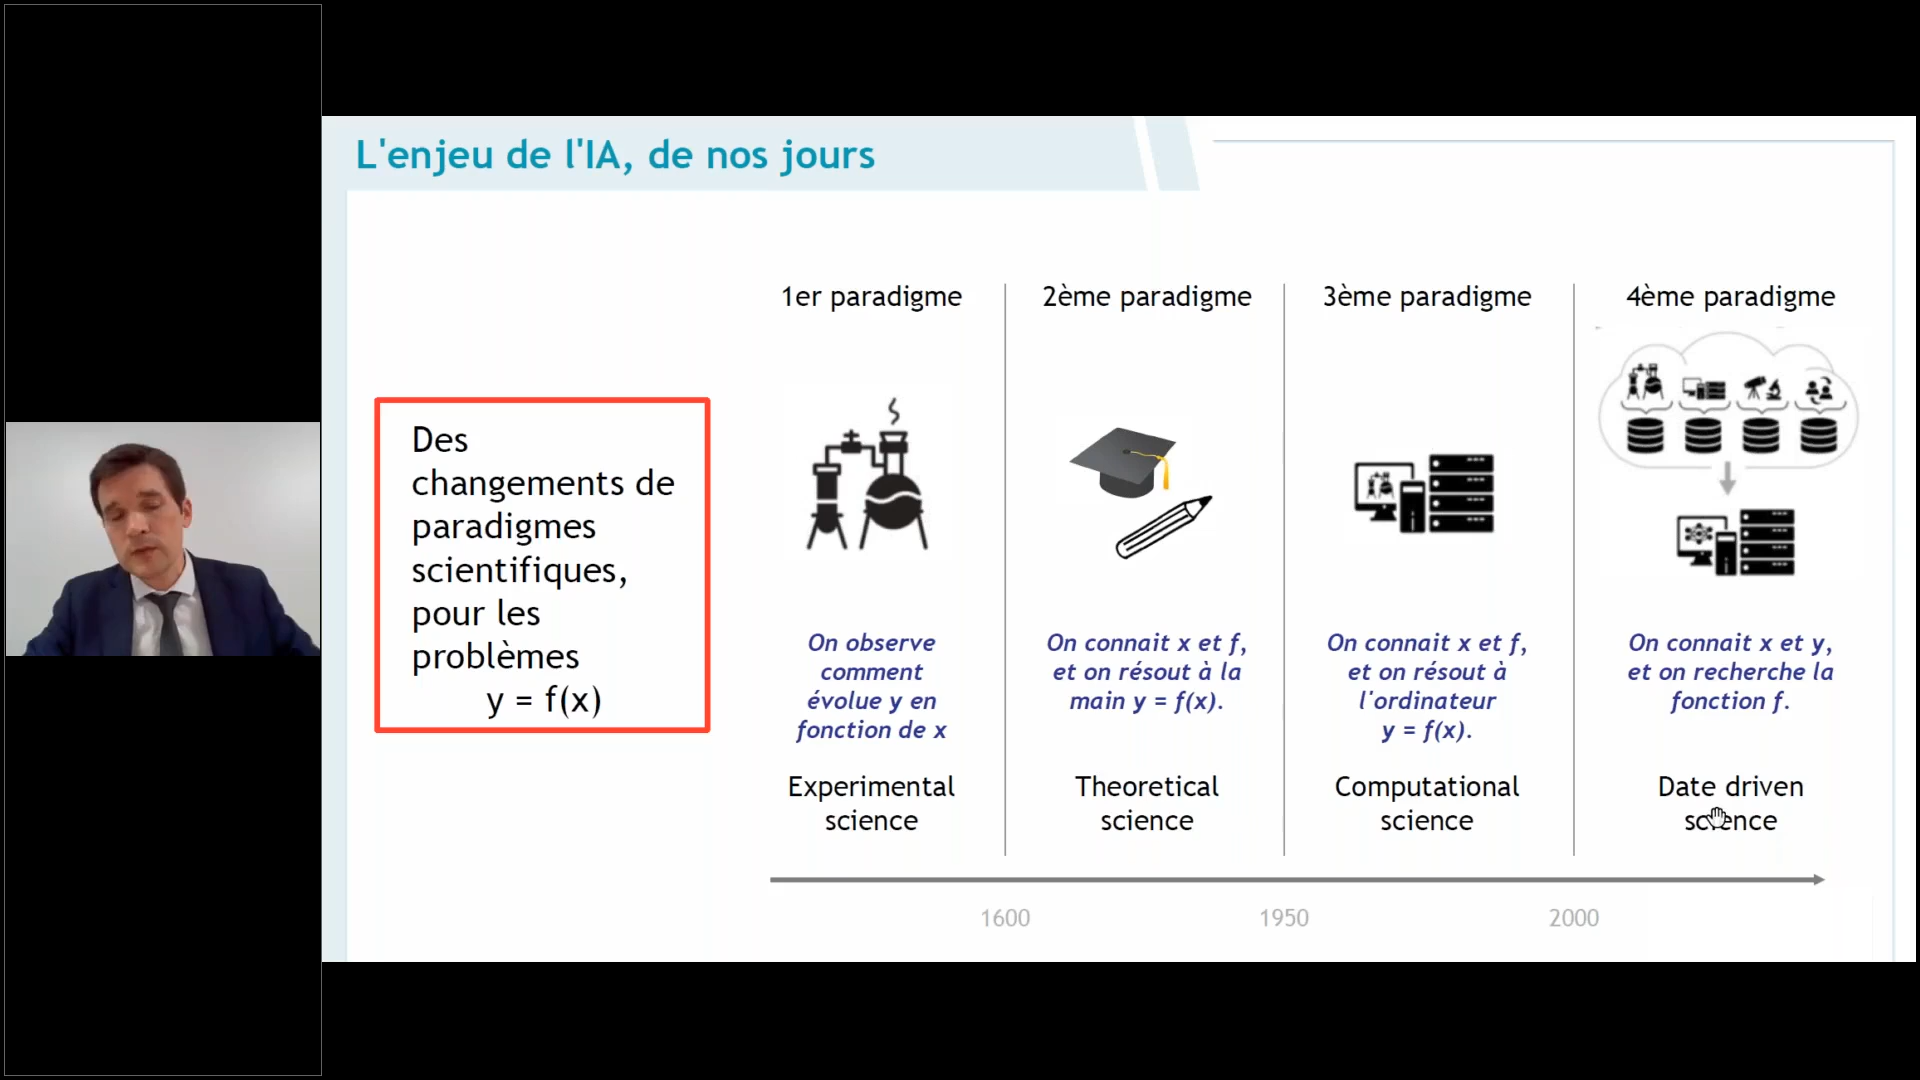 L'enjeu de l'IA, de nos jours
Des
changements de
paradigmes
scientifiques,
pour les
problèmes
y = f(x)
1er paradigme
On observe
comment
évolue y en
fonction de x
Experimental
science
2ème paradigme
On connait x et f,
et on résout à la
main y = f(x).
Theoretical
science
3ème paradigme
On connait x et f,
et on résout à
l'ordinateur
y = f(x).
Computational
science
4ème paradigme
On connait x et y,
et on recherche la
fonction f.
Date driven
science
1600
1950
2000